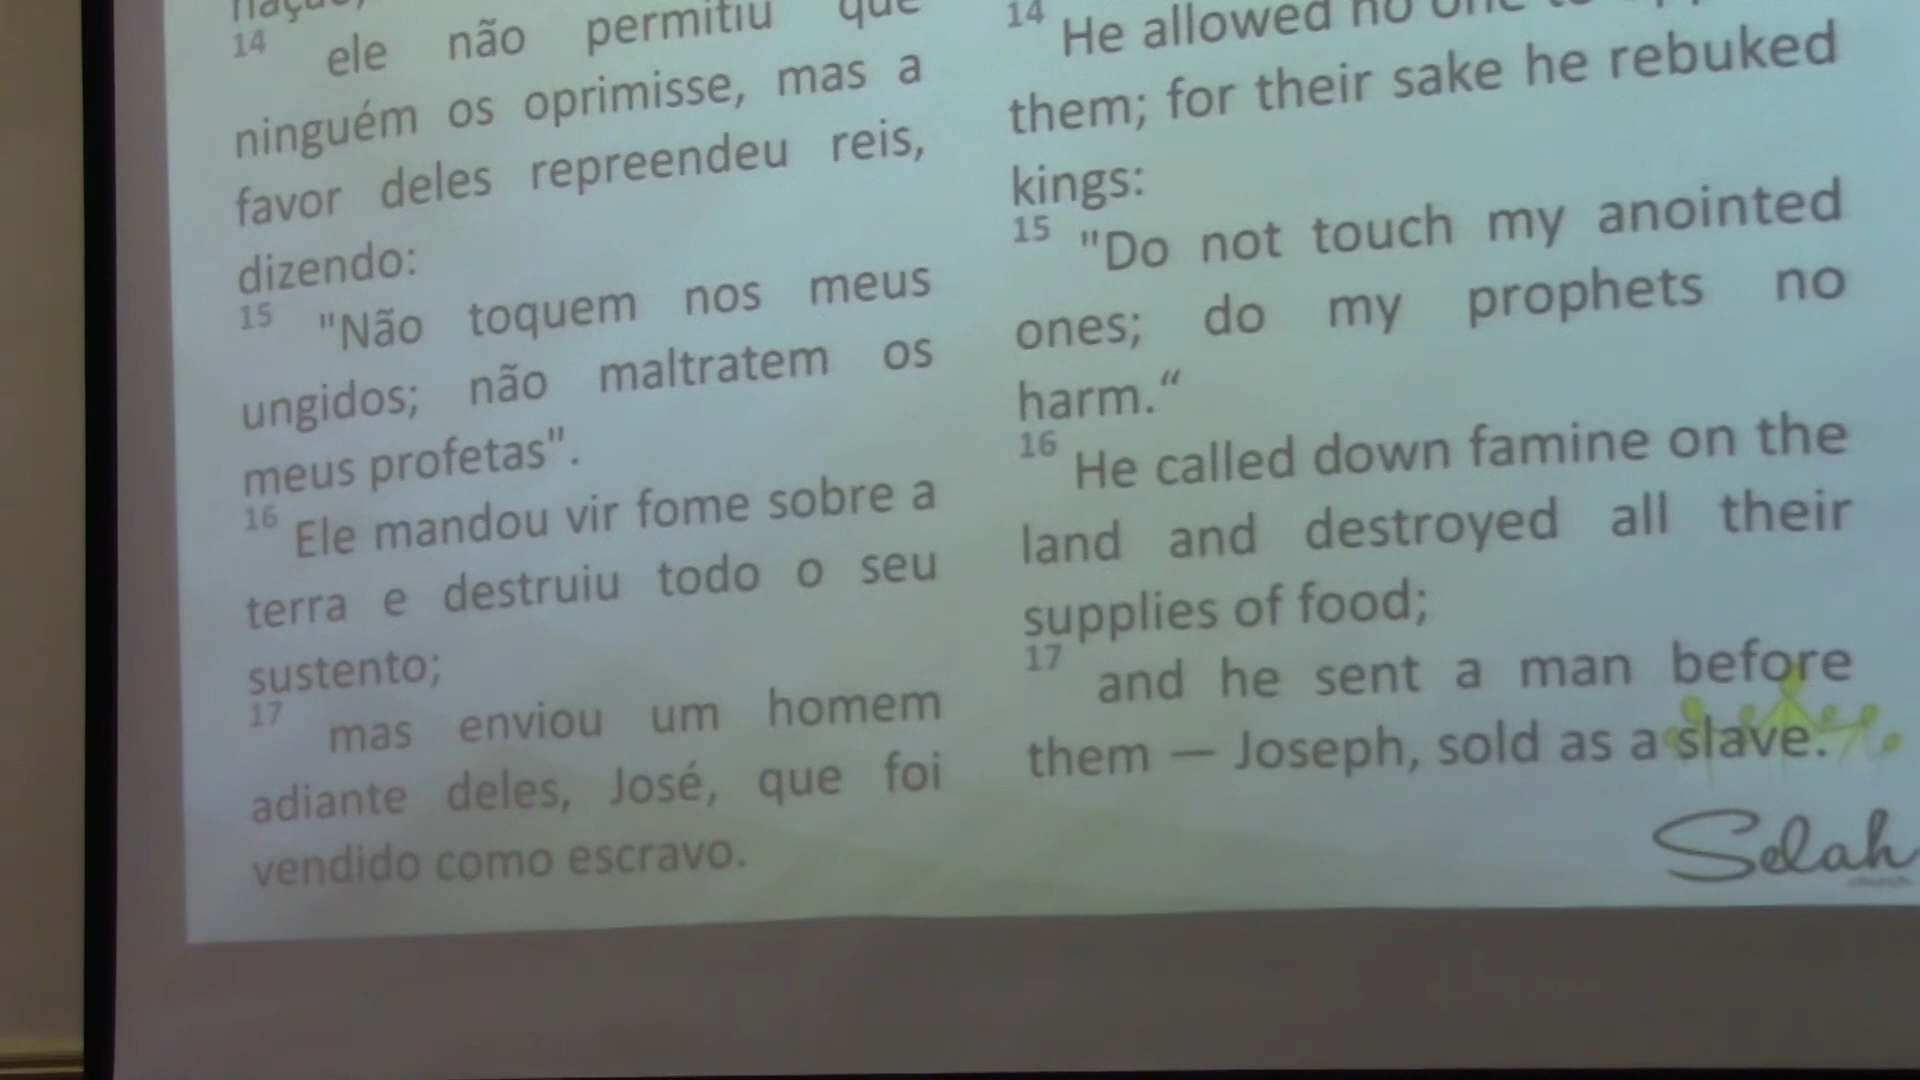 14 ele não permitiu que
ninguém os oprimisse, mas a
favor deles repreendeu reis,
dizendo:
15 "Não toquem nos meus
ungidos; não maltratem os
meus profetas".
16 Ele mandou vir fome sobre a
terra e destruiu todo o seu
sustento;
17 mas enviou um homem
adiante deles, José, que foi
vendido como escravo.
14 He allowed no one to
them; for their sake he rebuked
kings:
15 "Do not touch my anointed
ones; do my prophets no
harm.“
16 He called down famine on the
land and destroyed all their
supplies of food;
17 and he sent a man before
them — Joseph, sold as a slave.
Selah